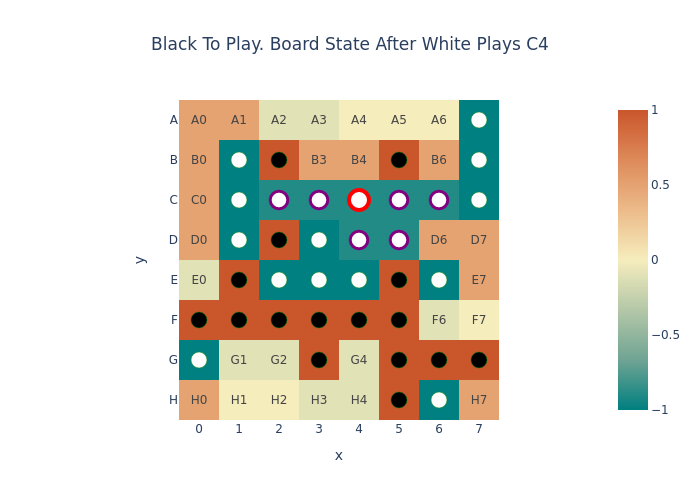 Black To Play. Board State After White Plays C4
A A0 A1 A2 A3 A4 A5 A6
B B0 B3 B4 B6
C C0
D D0 D6 D7
E E0 E7
F F6 F7
G G1 G2 G4
H H0 H1 H2 H3 H4 H7
0 1 2 3 4 5 6 7
x
y
1
0.5
0
−0.5
−1